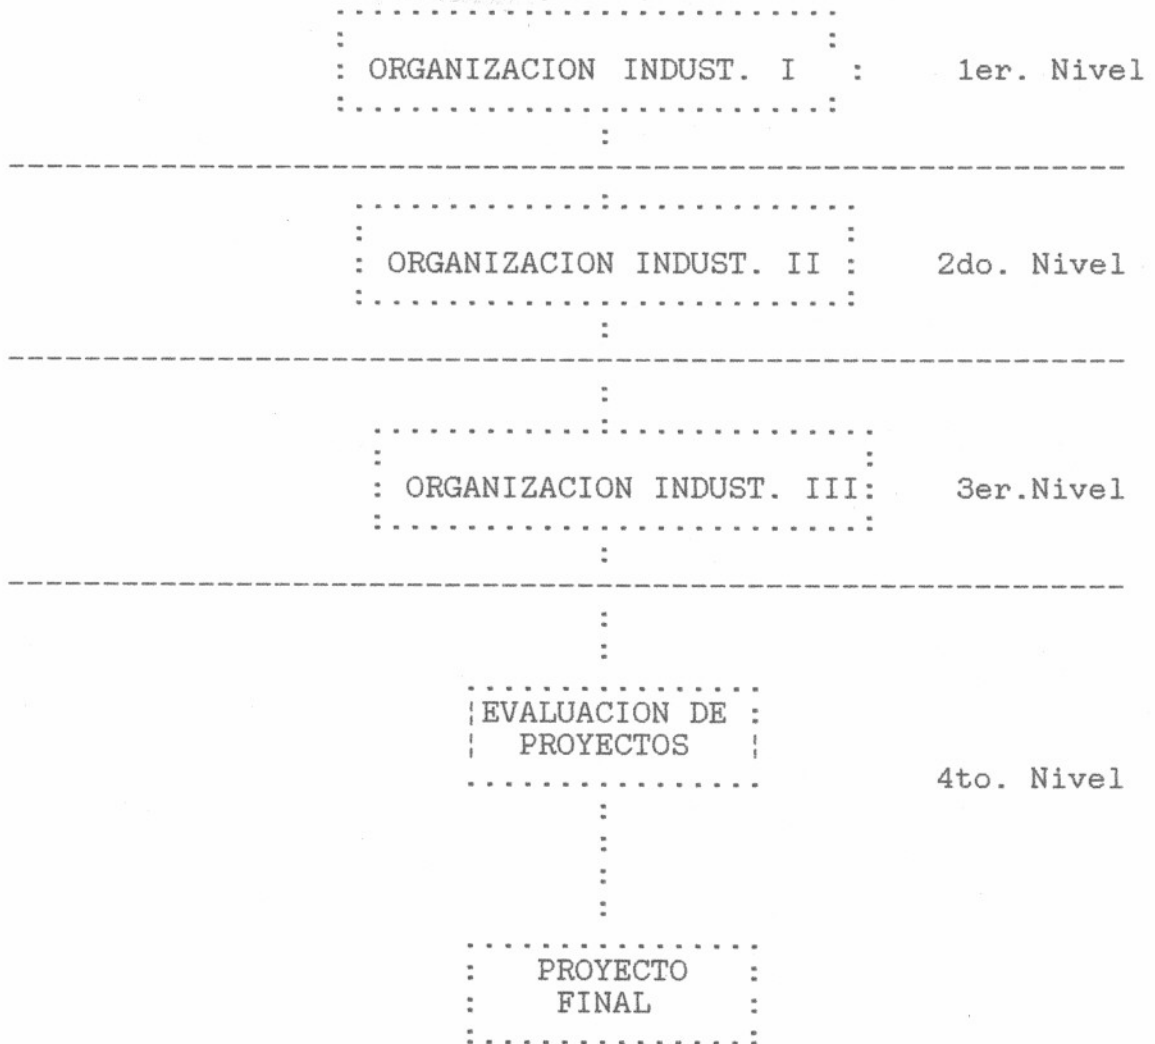 ORGANIZACION INDUST. I 1er. Nivel
ORGANIZACION INDUST. II 2do. Nivel
ORGANIZACION INDUST. III 3er.Nivel
EVALUACION DE
PROYECTOS
4to. Nivel
PROYECTO
FINAL